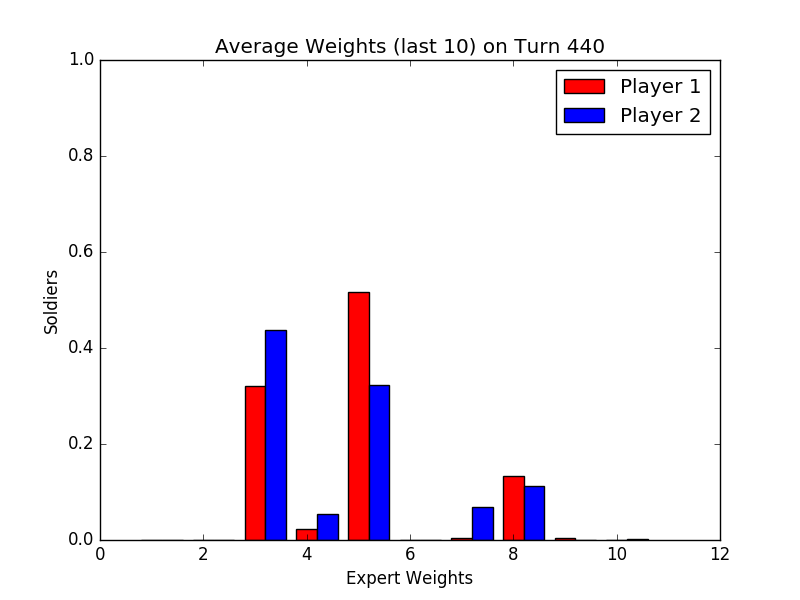 Average Weights (last 10) on Turn 440
1.0
Player 1
Player 2
0.8
0.6
Soldiers
0.4
0.2
0.0
0 2 4 6 8 10 12
Expert Weights